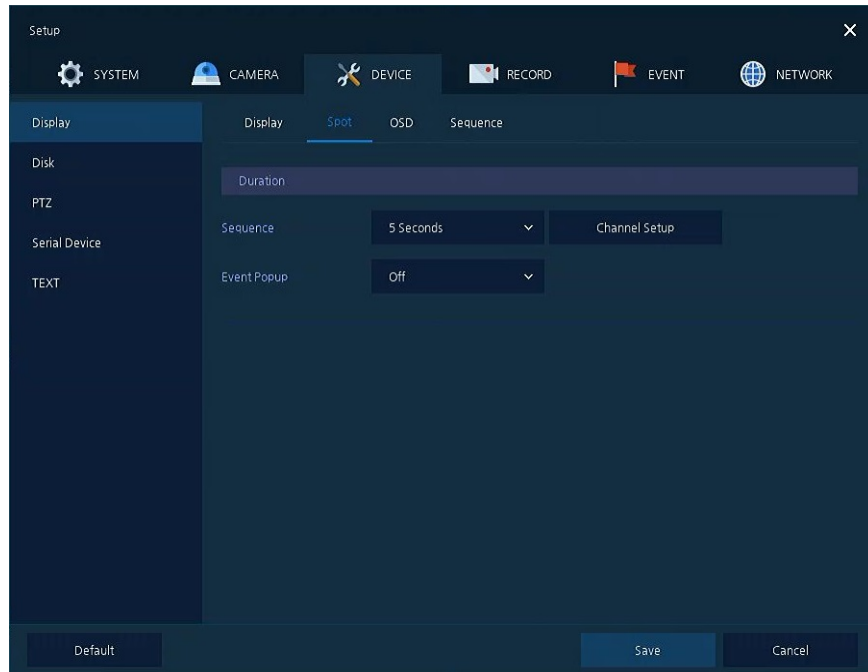 Setup
SYSTEM CAMERA DEVICE RECORD EVENT NETWORK
Display
Disk
PTZ
Serial Device
TEXT
Display Spot OSD Sequence
Duration
Sequence 5 Seconds Channel Setup
Event Popup Off
Default Save Cancel